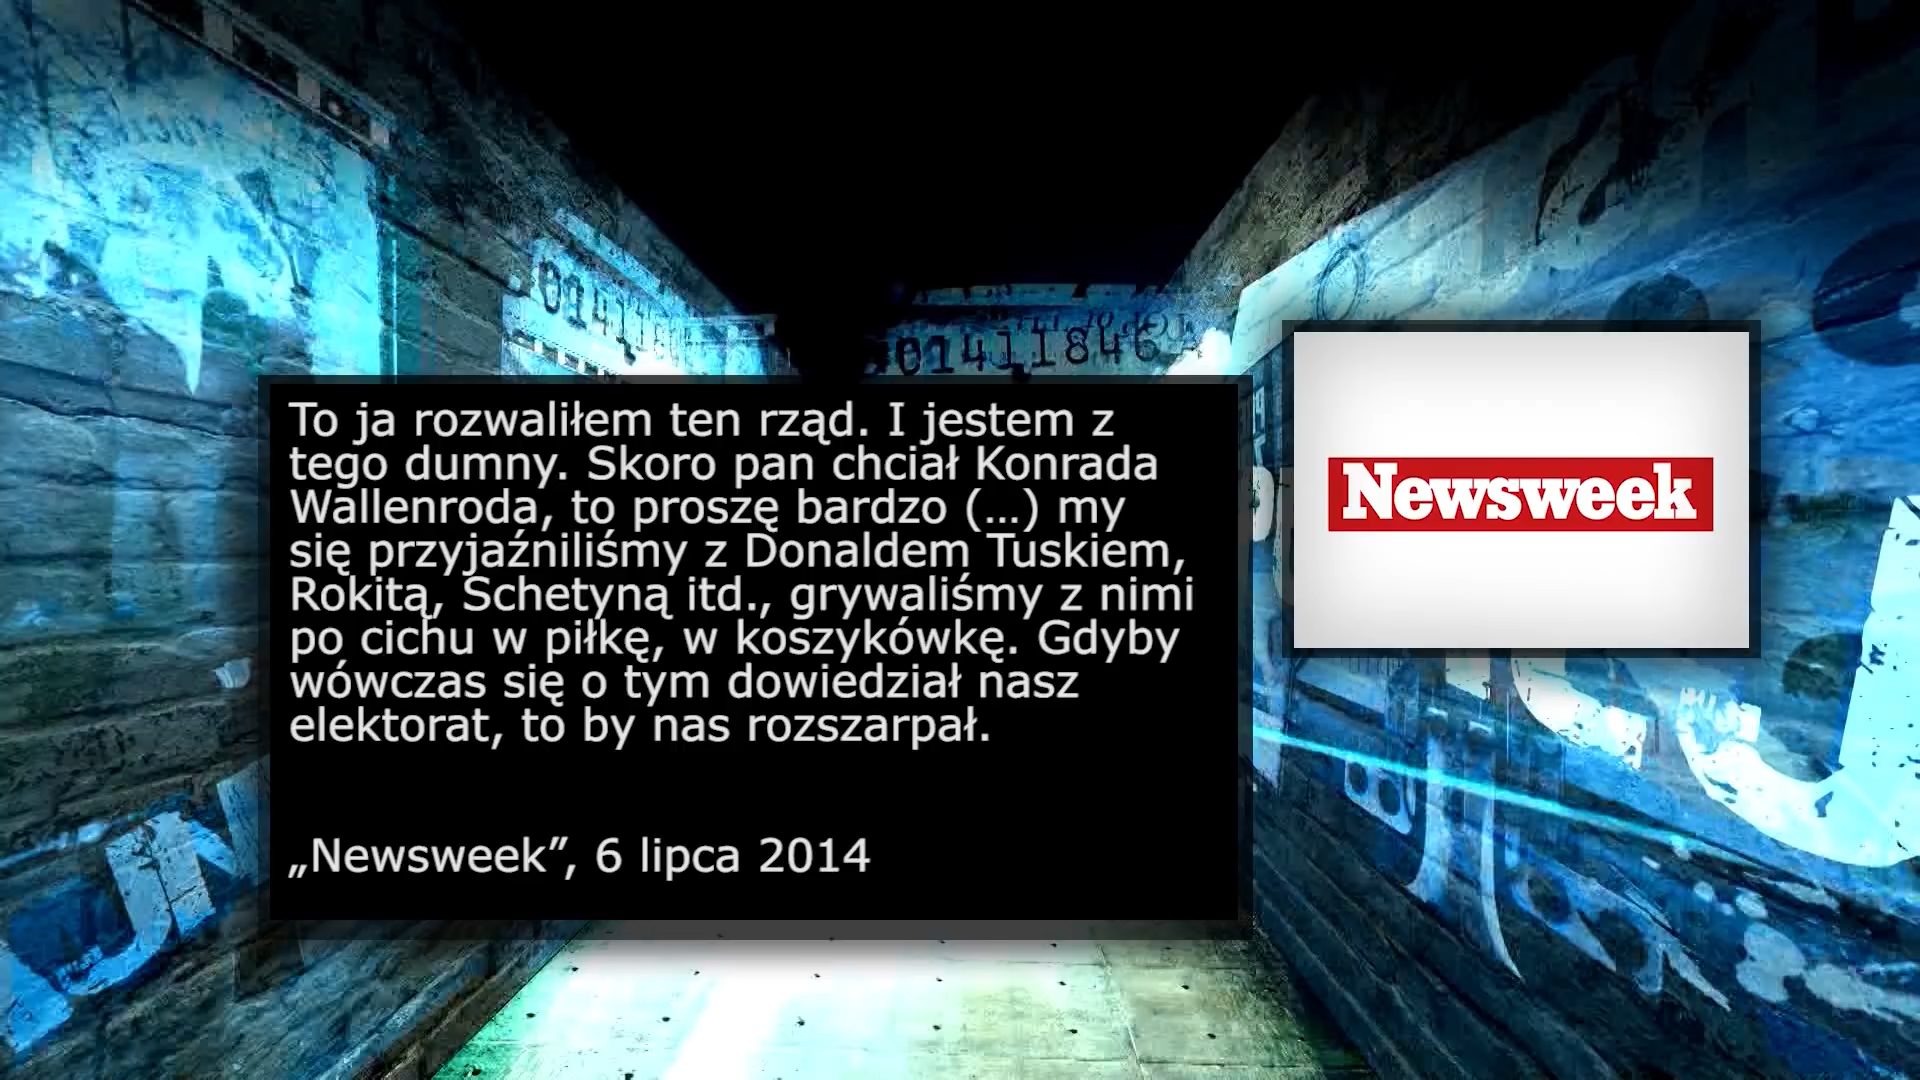 01411846
To ja rozwaliłem ten rząd. I jestem z
tego dumny. Skoro pan chciał Konrada
Wallenroda, to proszę bardzo (...) my
się przyjaźniliśmy z Donaldem Tuskiem,
Rokitą, Schetyną itd., grywaliśmy z nimi
po cichu w piłkę, w koszykówkę. Gdyby
wówczas się o tym dowiedział nasz
elektorat, to by nas rozszarpał.
„Newsweek”, 6 lipca 2014
Newsweek